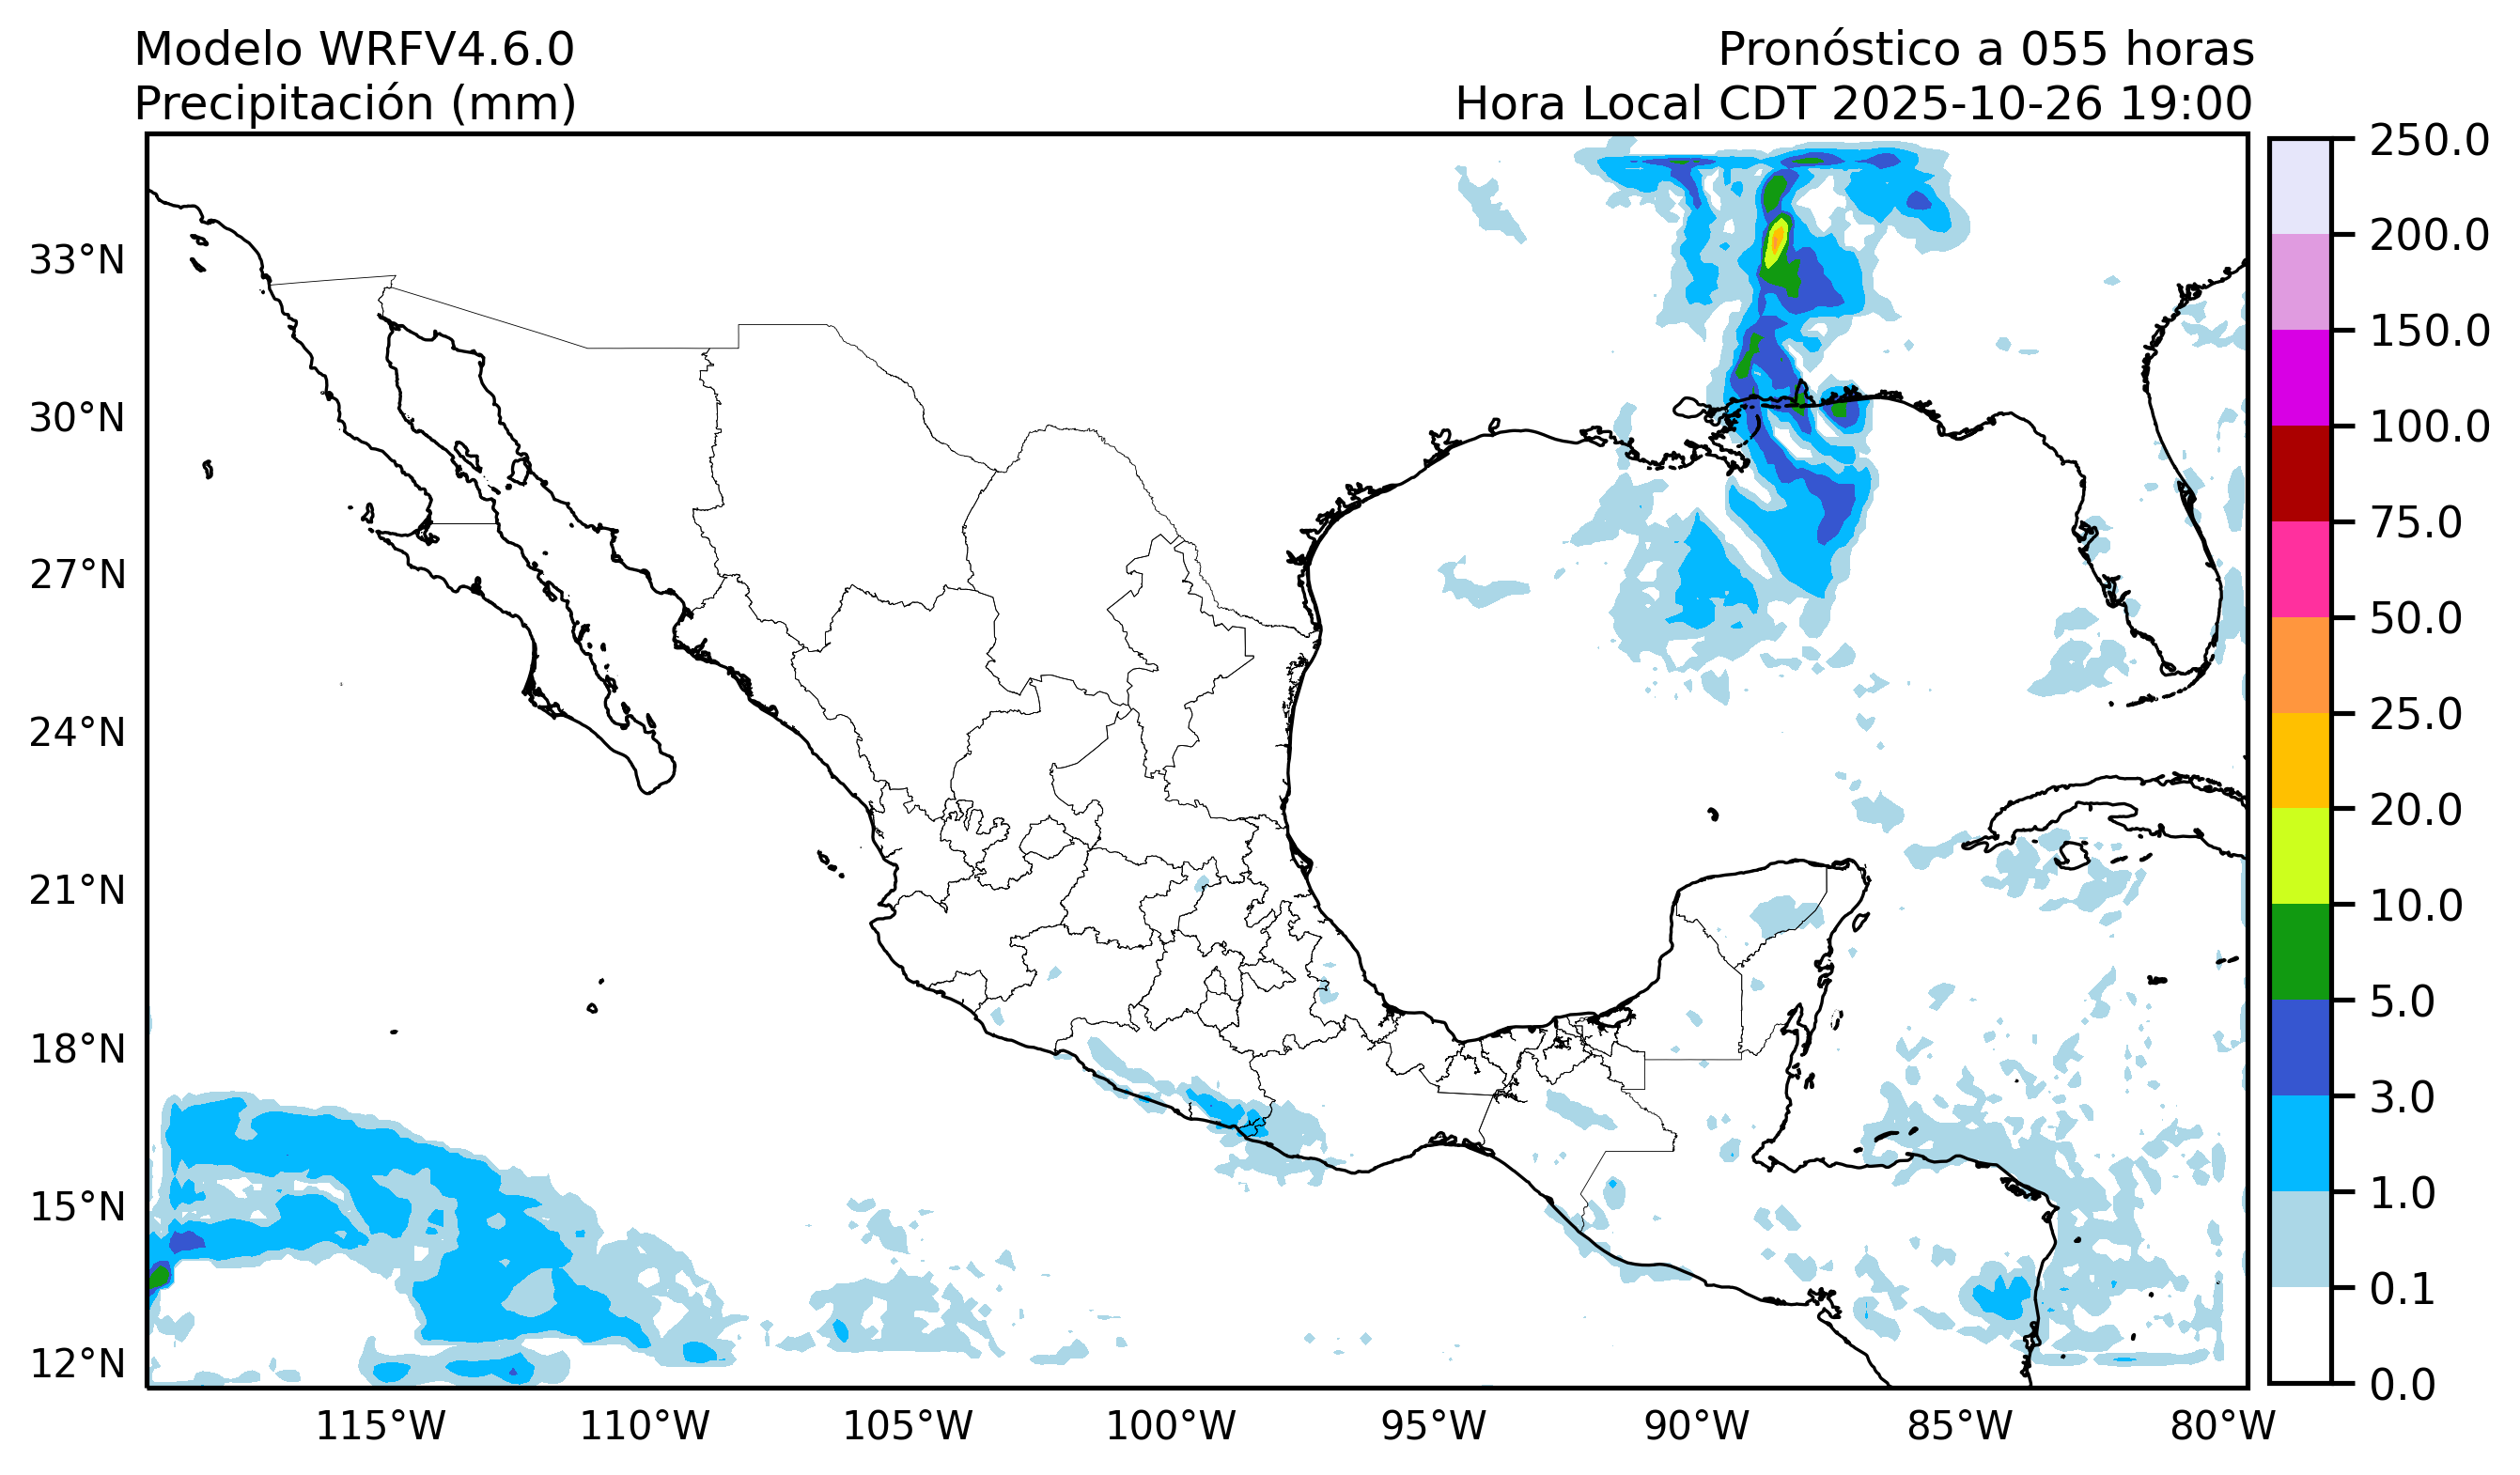 Modelo WRFV4.6.0
Precipitación (mm)
Pronóstico a 055 horas
Hora Local CDT 2025-10-26 19:00
33°N
30°N
27°N
24°N
21°N
18°N
15°N
12°N
115°W
110°W
105°W
100°W
95°W
90°W
85°W
80°W
250.0
200.0
150.0
100.0
75.0
50.0
25.0
20.0
10.0
5.0
3.0
1.0
0.1
0.0